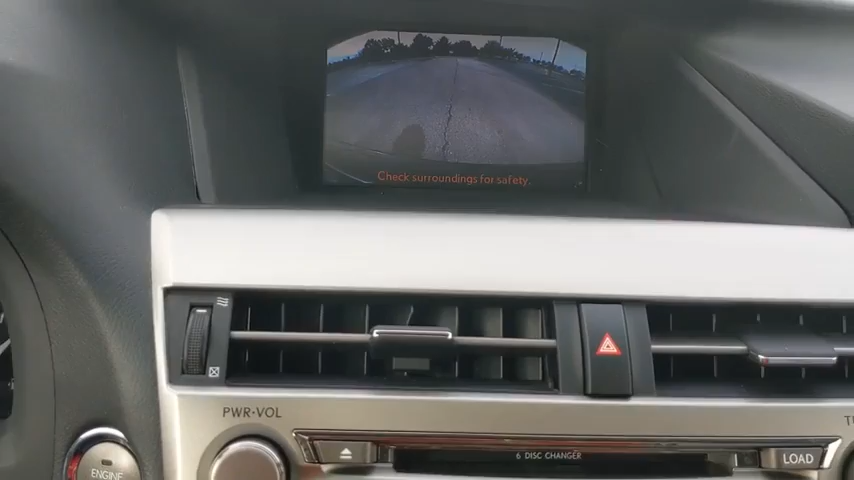 Check surroundings for safety.
PWR•VOL
6 DISC CHANGER
LOAD
ENGINE